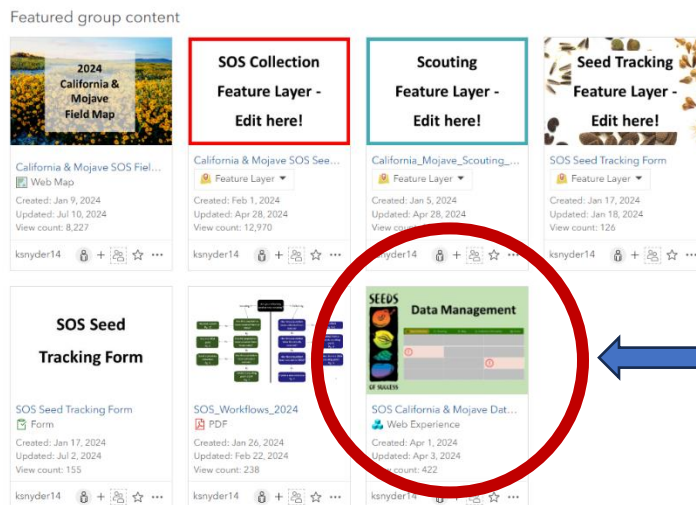 Featured group content
2024
California &
Mojave
Field Map
California & Mojave SOS Fiel...
Web Map
Created: Jan 9, 2024
Updated: Jul 10, 2024
View count: 8,227
ksnyder14
SOS Collection
Feature Layer -
Edit here!
California & Mojave SOS See...
Feature Layer
Created: Feb 1, 2024
Updated: Apr 28, 2024
View count: 12,970
ksnyder14
Scouting
Feature Layer -
Edit here!
California_Mojave_Scouting_...
Feature Layer
Created: Jan 5, 2024
Updated: Apr 28, 2024
View count:
ksnyder14
Seed Tracking
Feature Layer -
Edit here!
SOS Seed Tracking Form
Feature Layer
Created: Jan 17, 2024
Updated: Jan 18, 2024
View count: 126
ksnyder14
SOS Seed
Tracking Form
SOS Seed Tracking Form
Form
Created: Jan 17, 2024
Updated: Jul 2, 2024
View count: 155
ksnyder14
SOS_Workflows_2024
PDF
Created: Jan 26, 2024
Updated: Feb 22, 2024
View count: 238
ksnyder14
SEEDS
OF SUCCESS
Data Management
SOS California & Mojave Dat...
Web Experience
Created: Apr 1, 2024
Updated: Apr 3, 2024
View count: 422
ksnyder14